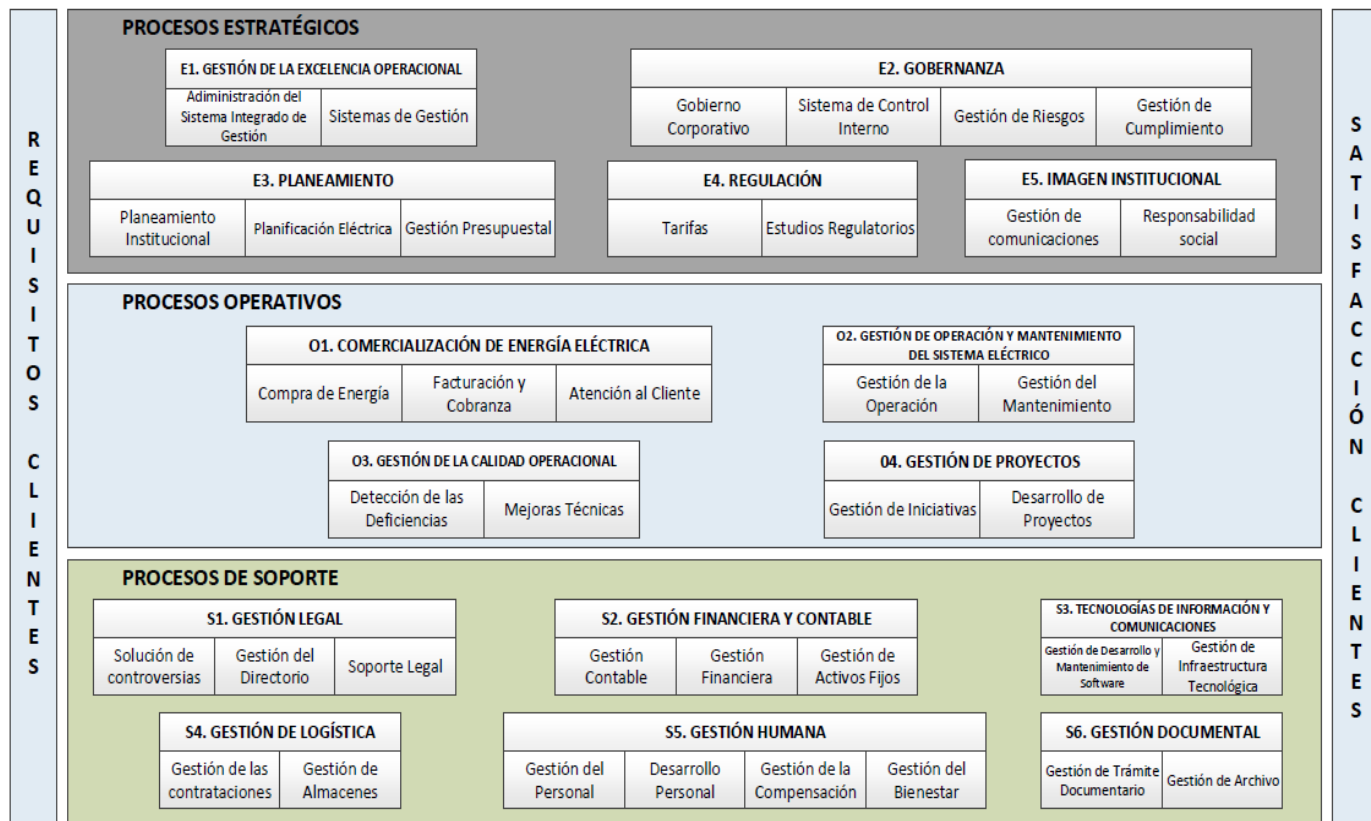 REQUISITOS CLIENTES
PROCESOS ESTRATÉGICOS
E1. GESTIÓN DE LA EXCELENCIA OPERACIONAL
Adiministración del
Sistema Integrado de
Gestión
Sistemas de Gestión
E2. GOBERNANZA
Gobierno
Corporativo
Sistema de Control
Interno
Gestión de Riesgos
Gestión de
Cumplimiento
E3. PLANEAMIENTO
Planeamiento
Institucional
Planificación Eléctrica
Gestión Presupuestal
E4. REGULACIÓN
Tarifas
Estudios Regulatorios
E5. IMAGEN INSTITUCIONAL
Gestión de
comunicaciones
Responsabilidad
social
PROCESOS OPERATIVOS
O1. COMERCIALIZACIÓN DE ENERGÍA ELÉCTRICA
Compra de Energía
Facturación y
Cobranza
Atención al Cliente
O2. GESTIÓN DE OPERACIÓN Y MANTENIMIENTO
DEL SISTEMA ELÉCTRICO
Gestión de la
Operación
Gestión del
Mantenimiento
O3. GESTIÓN DE LA CALIDAD OPERACIONAL
Detección de las
Deficiencias
Mejoras Técnicas
04. GESTIÓN DE PROYECTOS
Gestión de Iniciativas
Desarrollo de
Proyectos
PROCESOS DE SOPORTE
S1. GESTIÓN LEGAL
Solución de
controversias
Gestión del
Directorio
Soporte Legal
S2. GESTIÓN FINANCIERA Y CONTABLE
Gestión
Contable
Gestión
Financiera
Gestión de
Activos Fijos
S3. TECNOLOGÍAS DE INFORMACIÓN Y
COMUNICACIONES
Gestión de Desarrollo y
Mantenimiento de
Software
Gestión de
Infraestructura
Tecnológica
S4. GESTIÓN DE LOGÍSTICA
Gestión de las
contrataciones
Gestión de
Almacenes
S5. GESTIÓN HUMANA
Gestión del
Personal
Desarrollo
Personal
Gestión de la
Compensación
Gestión del
Bienestar
S6. GESTIÓN DOCUMENTAL
Gestión de Trámite
Documentario
Gestión de Archivo
SATISFACCIÓN CLIENTES